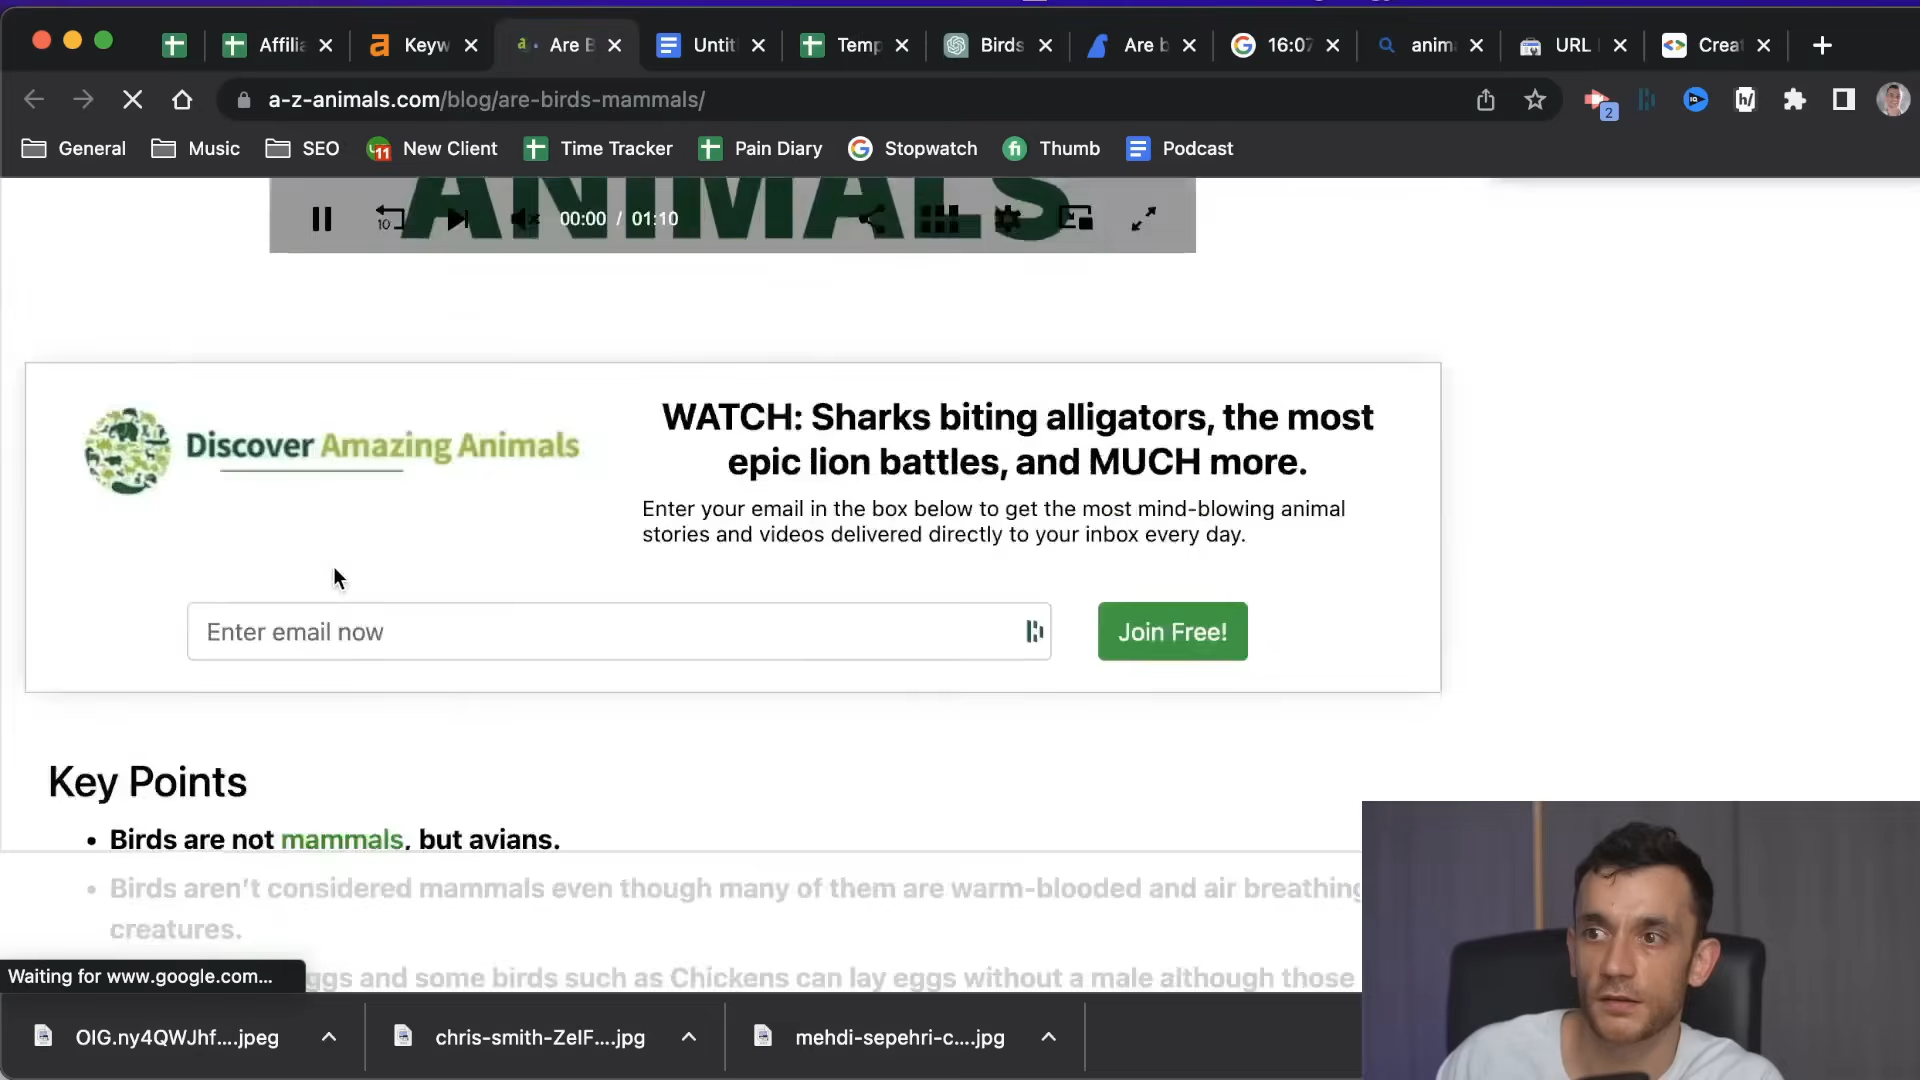 Affilia
Keyw
Are B
Untit
Temp
Birds
Are b
16:07
anim
URL
Creat
a-z-animals.com/blog/are-birds-mammals/
2
General
Music
SEO
11
New Client
Time Tracker
Pain Diary
Stopwatch
Thumb
Podcast
ANIMALS
10
00:00 / 01:10
Discover Amazing Animals
WATCH: Sharks biting alligators, the most
epic lion battles, and MUCH more.
Enter your email in the box below to get the most mind-blowing animal
stories and videos delivered directly to your inbox every day.
Enter email now
Join Free!
Key Points
• Birds are not mammals, but avians.
• Birds aren't considered mammals even though many of them are warm-blooded and air breathing
creatures.
Waiting for www.google.com...
ggs and some birds such as Chickens can lay eggs without a male although those
OIG.ny4QWJhf....jpeg
chris-smith-ZeIF....jpg
mehdi-sepehri-c....jpg